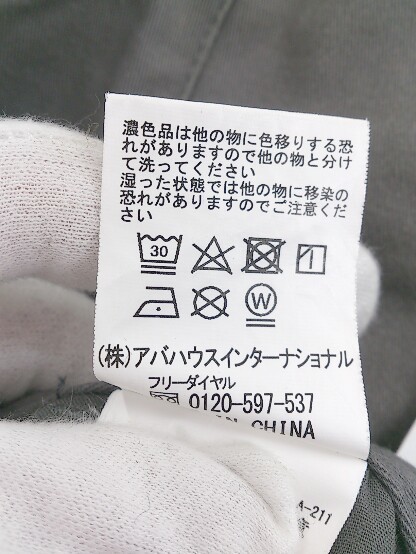 濃色品は他の物に色移りする恐
れがありますので他の物と分け
て洗ってください
湿った状態では他の物に移染の
恐れがありますのでご注意くだ
さい
30
W
(株)アバハウスインターナショナル
フリーダイヤル
0120-597-537
IN CHINA
A-211